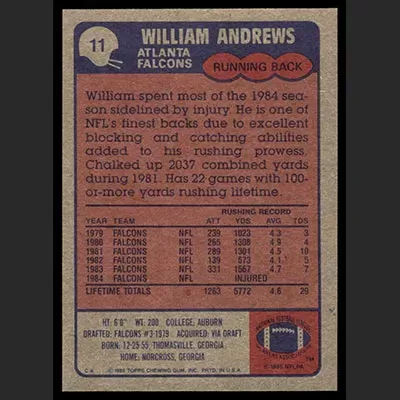 11
WILLIAM ANDREWS
ATLANTA
FALCONS
RUNNING BACK
William spent most of the 1984 sea-
son sidelined by injury. He is one of
NFL's finest backs due to excellent
blocking and catching abilities
added to his rushing prowess.
Chalked up 2037 combined yards
during 1981. Has 22 games with 100-
or-more yards rushing lifetime.
RUSHING RECORD
YEAR TEAM ATT YDS. AVG TDS
1979 FALCONS NFL 239 1023 4.3 3
1980 FALCONS NFL 265 1308 4.9 4
1981 FALCONS NFL 289 1301 4.5 10
1982 FALCONS NFL 139 573 4.1 5
1983 FALCONS NFL 331 1567 4.7 7
1984 FALCONS NFL INJURED
LIFETIME TOTALS 1263 5772 4.6 29
HT: 6'0" WT: 200 COLLEGE: AUBURN
DRAFTED: FALCONS #3-1979 ACQUIRED: VIA DRAFT
BORN: 12-25-55, THOMASVILLE, GEORGIA
HOME: NORCROSS, GEORGIA
© 1985 TOPPS CHEWING GUM, INC. PRTD. IN U.S.A.
© 1985 NFLPA